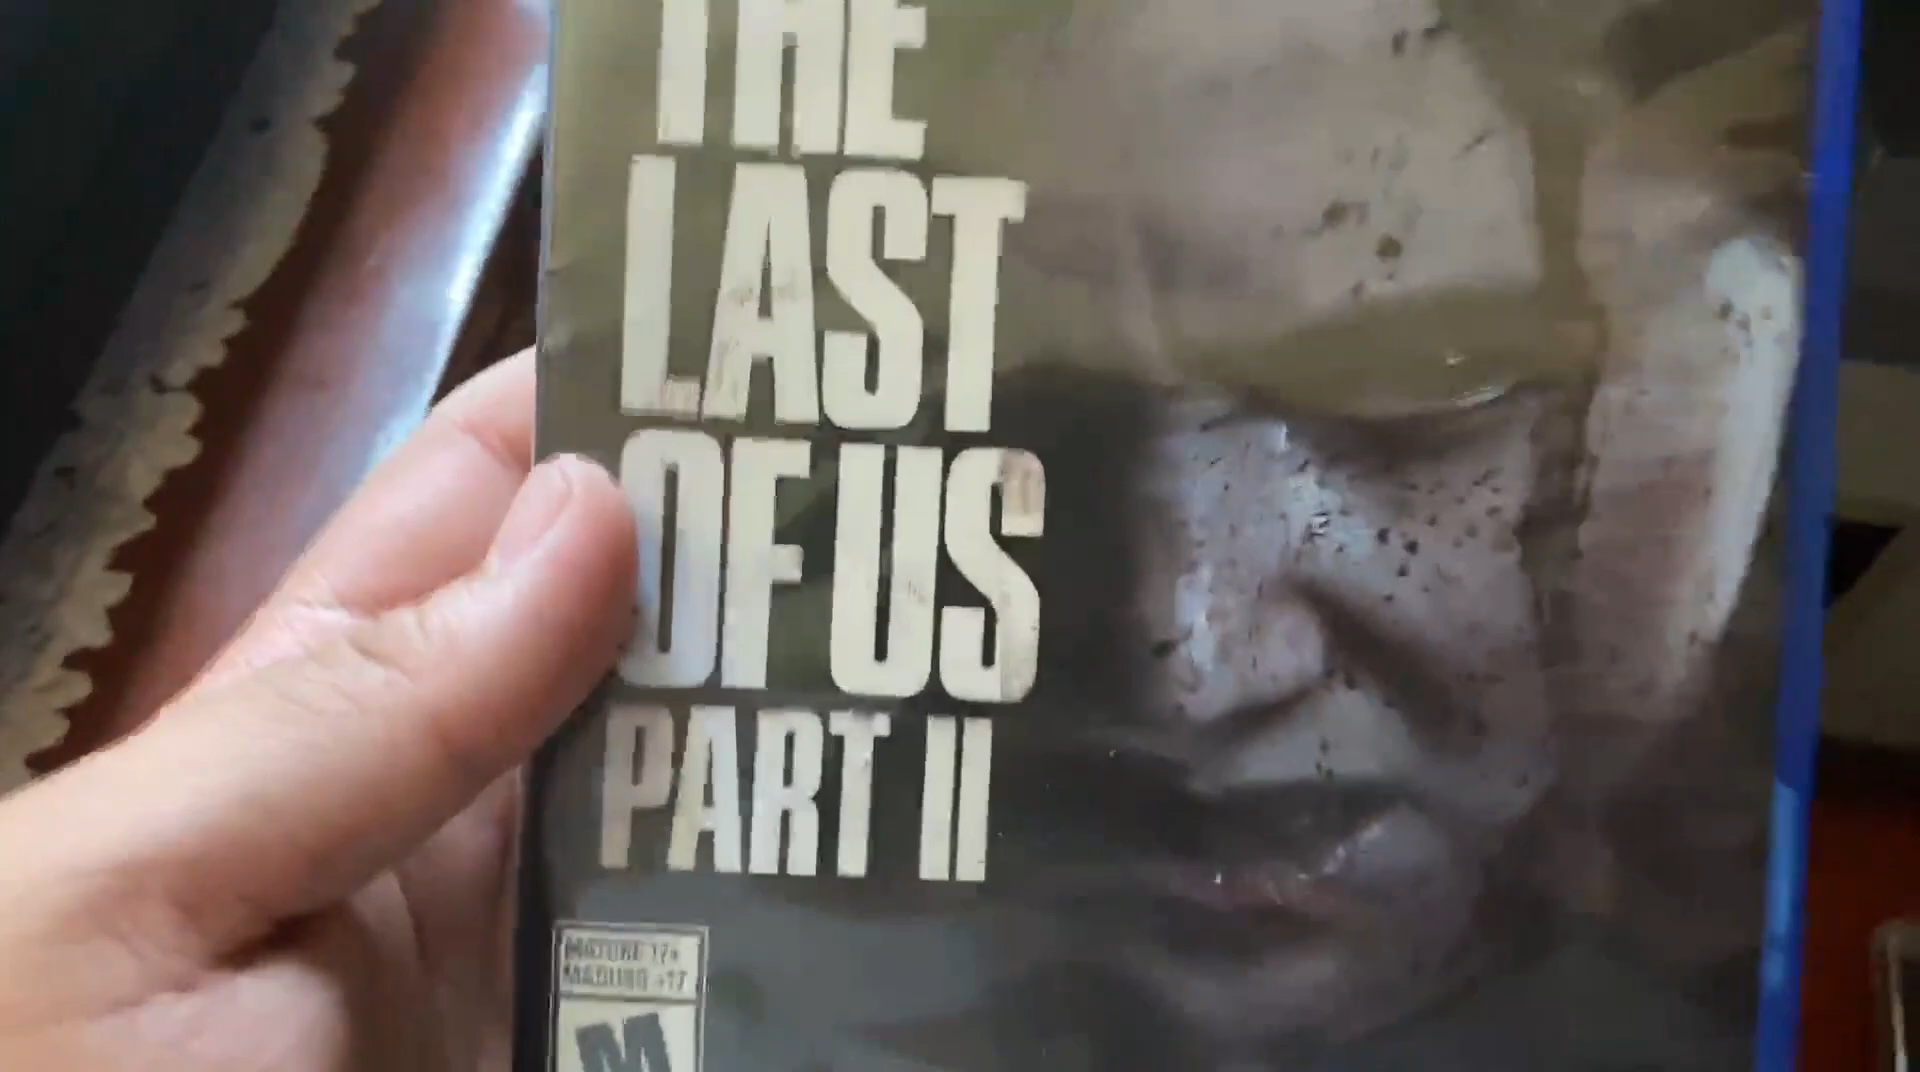 THE
LAST
OF US
PART II
MATURE 17+
MADURO +17
M